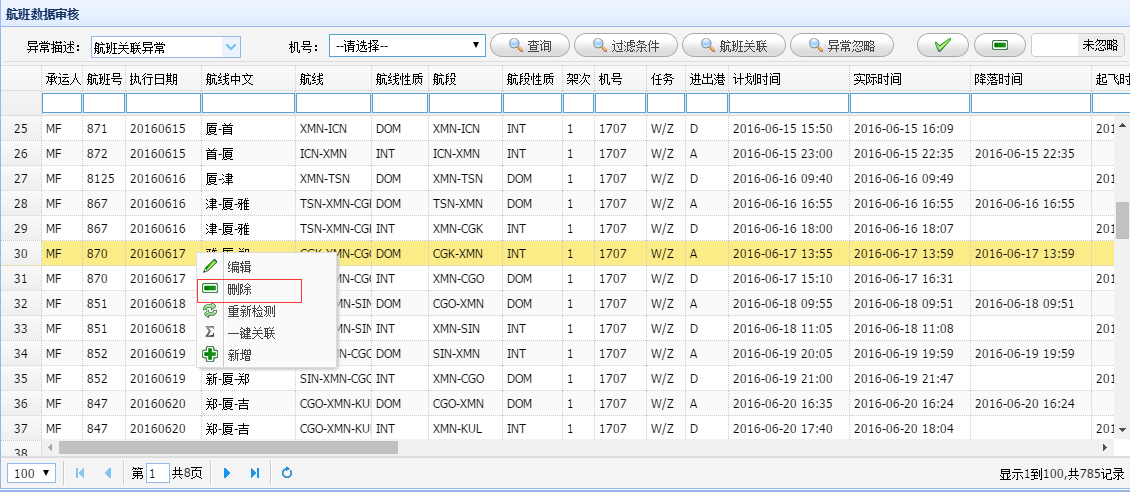 航班数据审核
异常描述: 航班关联异常 机号: --请选择-- 查询 过滤条件 航班关联 异常忽略 未忽略
承运人 航班号 执行日期 航线中文 航线 航线性质 航段 航段性质 架次 机号 任务 进出港 计划时间 实际时间 降落时间 起飞时
25 MF 871 20160615 厦-首 XMN-ICN DOM XMN-ICN INT 1 1707 W/Z D 2016-06-15 15:50 2016-06-15 16:09 201
26 MF 872 20160615 首-厦 ICN-XMN INT ICN-XMN INT 1 1707 W/Z A 2016-06-15 23:00 2016-06-15 22:35 2016-06-15 22:35
27 MF 8125 20160616 厦-津 XMN-TSN DOM XMN-TSN DOM 1 1707 W/Z D 2016-06-16 09:40 2016-06-16 09:49 201
28 MF 867 20160616 津-厦-雅 TSN-XMN-CGK DOM TSN-XMN DOM 1 1707 W/Z A 2016-06-16 16:55 2016-06-16 16:55 2016-06-16 16:55
29 MF 867 20160616 津-厦-雅 TSN-XMN-CGK INT XMN-CGK INT 1 1707 W/Z D 2016-06-16 18:00 2016-06-16 18:07 201
30 MF 870 20160617 雅-厦-郑 CGK-XMN-CGO DOM CGK-XMN INT 1 1707 W/Z A 2016-06-17 13:55 2016-06-17 13:59 2016-06-17 13:59
31 MF 870 20160617 XMN-CGO INT XMN-CGO DOM 1 1707 W/Z D 2016-06-17 15:10 2016-06-17 16:31 201
32 MF 851 20160618 XMN-SIN DOM CGO-XMN DOM 1 1707 W/Z A 2016-06-18 09:55 2016-06-18 09:51 2016-06-18 09:51
33 MF 851 20160618 XMN-SIN INT XMN-SIN INT 1 1707 W/Z D 2016-06-18 11:05 2016-06-18 11:08 201
34 MF 852 20160619 XMN-CGO DOM SIN-XMN INT 1 1707 W/Z A 2016-06-19 20:05 2016-06-19 19:59 2016-06-19 19:59
35 MF 852 20160619 新-厦-郑 SIN-XMN-CGO INT XMN-CGO DOM 1 1707 W/Z D 2016-06-19 21:00 2016-06-19 21:47 201
36 MF 847 20160620 郑-厦-吉 CGO-XMN-KUL DOM CGO-XMN DOM 1 1707 W/Z A 2016-06-20 16:35 2016-06-20 16:24 2016-06-20 16:24
37 MF 847 20160620 郑-厦-吉 CGO-XMN-KUL INT XMN-KUL INT 1 1707 W/Z D 2016-06-20 17:40 2016-06-20 18:04 201
38
编辑
删除
重新检测
一键关联
新增
100 第 1 共8页 显示1到100,共785记录